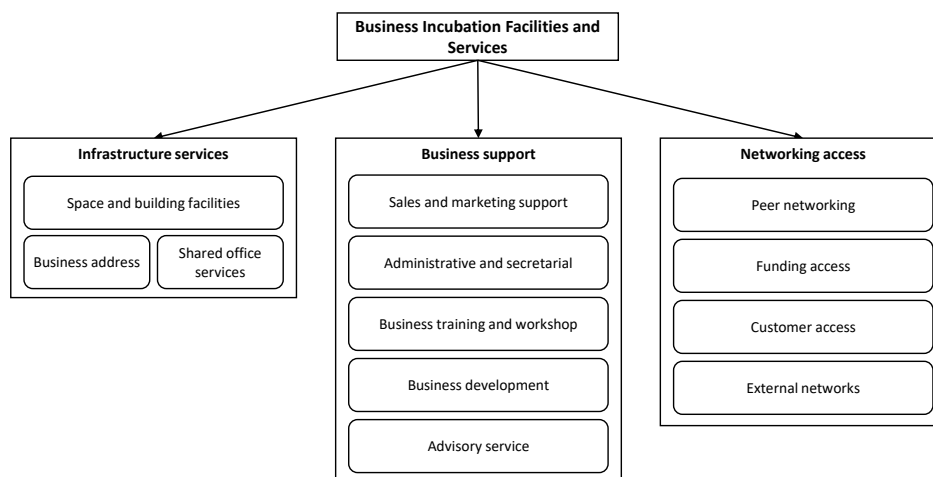 Business Incubation Facilities and
Services
Infrastructure services
Space and building facilities
Business address
Shared office
services
Business support
Sales and marketing support
Administrative and secretarial
Business training and workshop
Business development
Advisory service
Networking access
Peer networking
Funding access
Customer access
External networks